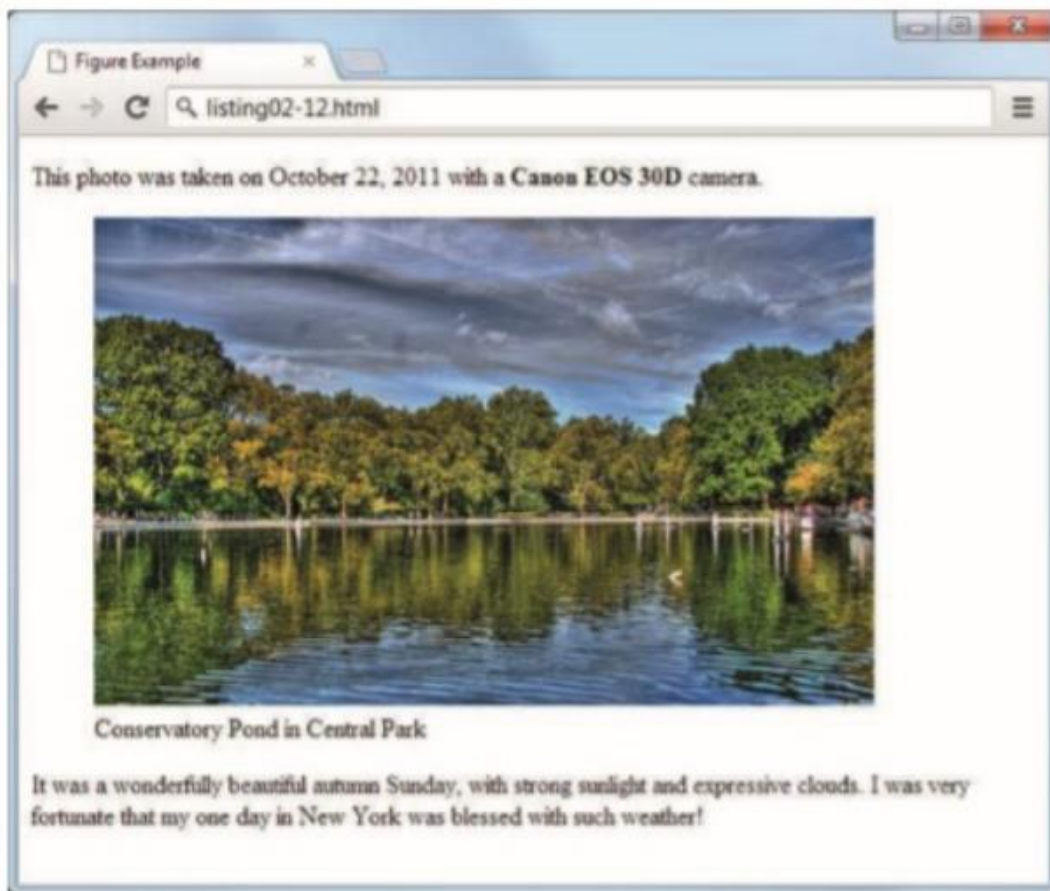 Figure Example
listing02-12.html
This photo was taken on October 22, 2011 with a Canon EOS 30D camera.
Conservatory Pond in Central Park
It was a wonderfully beautiful autumn Sunday, with strong sunlight and expressive clouds. I was very
fortunate that my one day in New York was blessed with such weather!